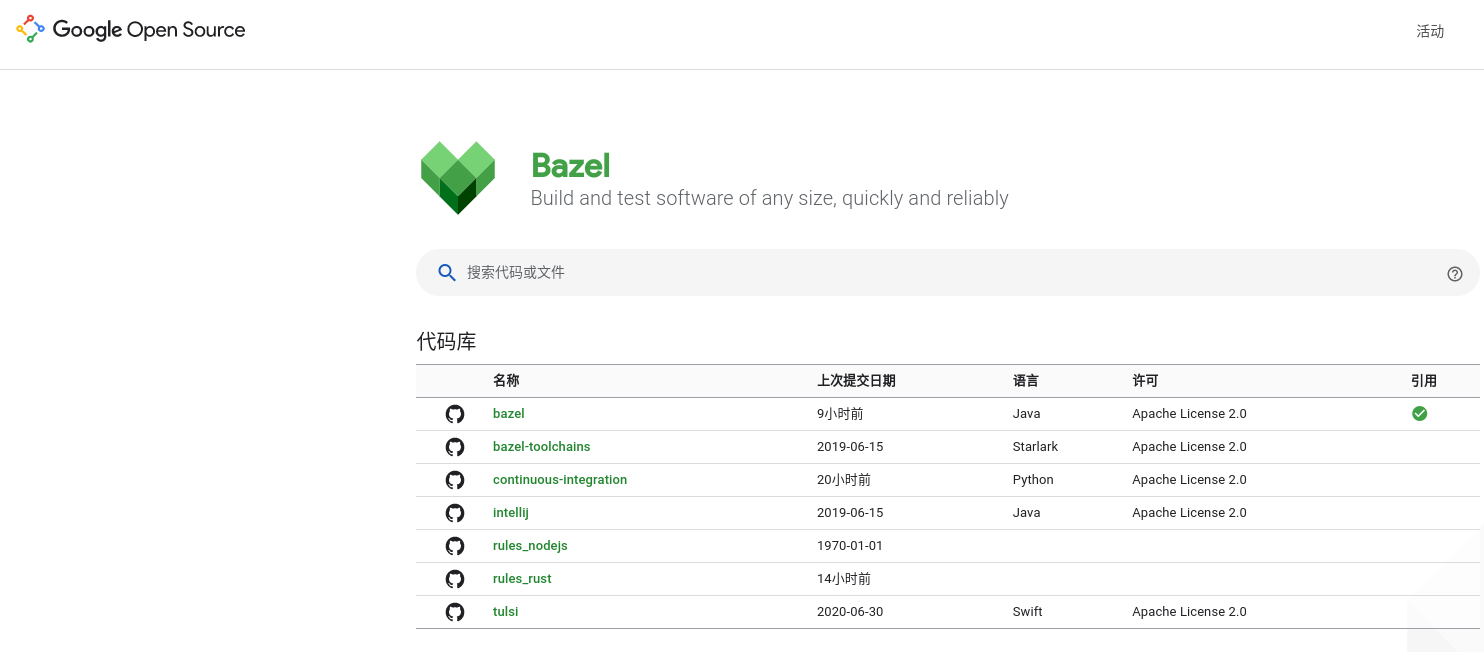 Google Open Source 活动
Bazel
Build and test software of any size, quickly and reliably
搜索代码或文件
代码库
名称 上次提交日期 语言 许可 引用
bazel 9小时前 Java Apache License 2.0
bazel-toolchains 2019-06-15 Starlark Apache License 2.0
continuous-integration 20小时前 Python Apache License 2.0
intellij 2019-06-15 Java Apache License 2.0
rules_nodejs 1970-01-01
rules_rust 14小时前
tulsi 2020-06-30 Swift Apache License 2.0